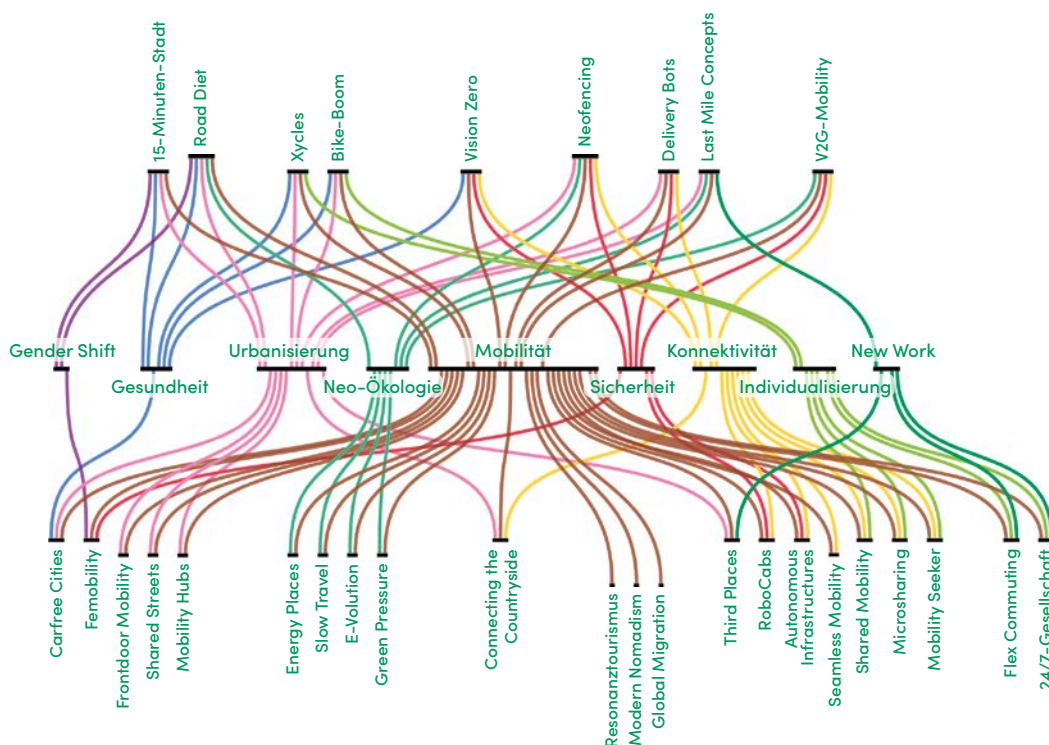 15-Minuten-Stadt
Road Diet
Xycles
Bike-Boom
Vision Zero
Neofencing
Delivery Bots
Last Mile Concepts
V2G-Mobility
Gender Shift
Gesundheit
Urbanisierung
Neo-Ökologie
Mobilität
Sicherheit
Konnektivität
Individualisierung
New Work
Carfree Cities
Femobility
Frontdoor Mobility
Shared Streets
Mobility Hubs
Energy Places
Slow Travel
E-Volution
Green Pressure
Connecting the
Countryside
Resonanztourismus
Modern Nomadism
Global Migration
Third Places
RoboCabs
Autonomous
Infrastructures
Seamless Mobility
Shared Mobility
Microsharing
Mobility Seeker
Flex Commuting
24/7-Gesellschaft